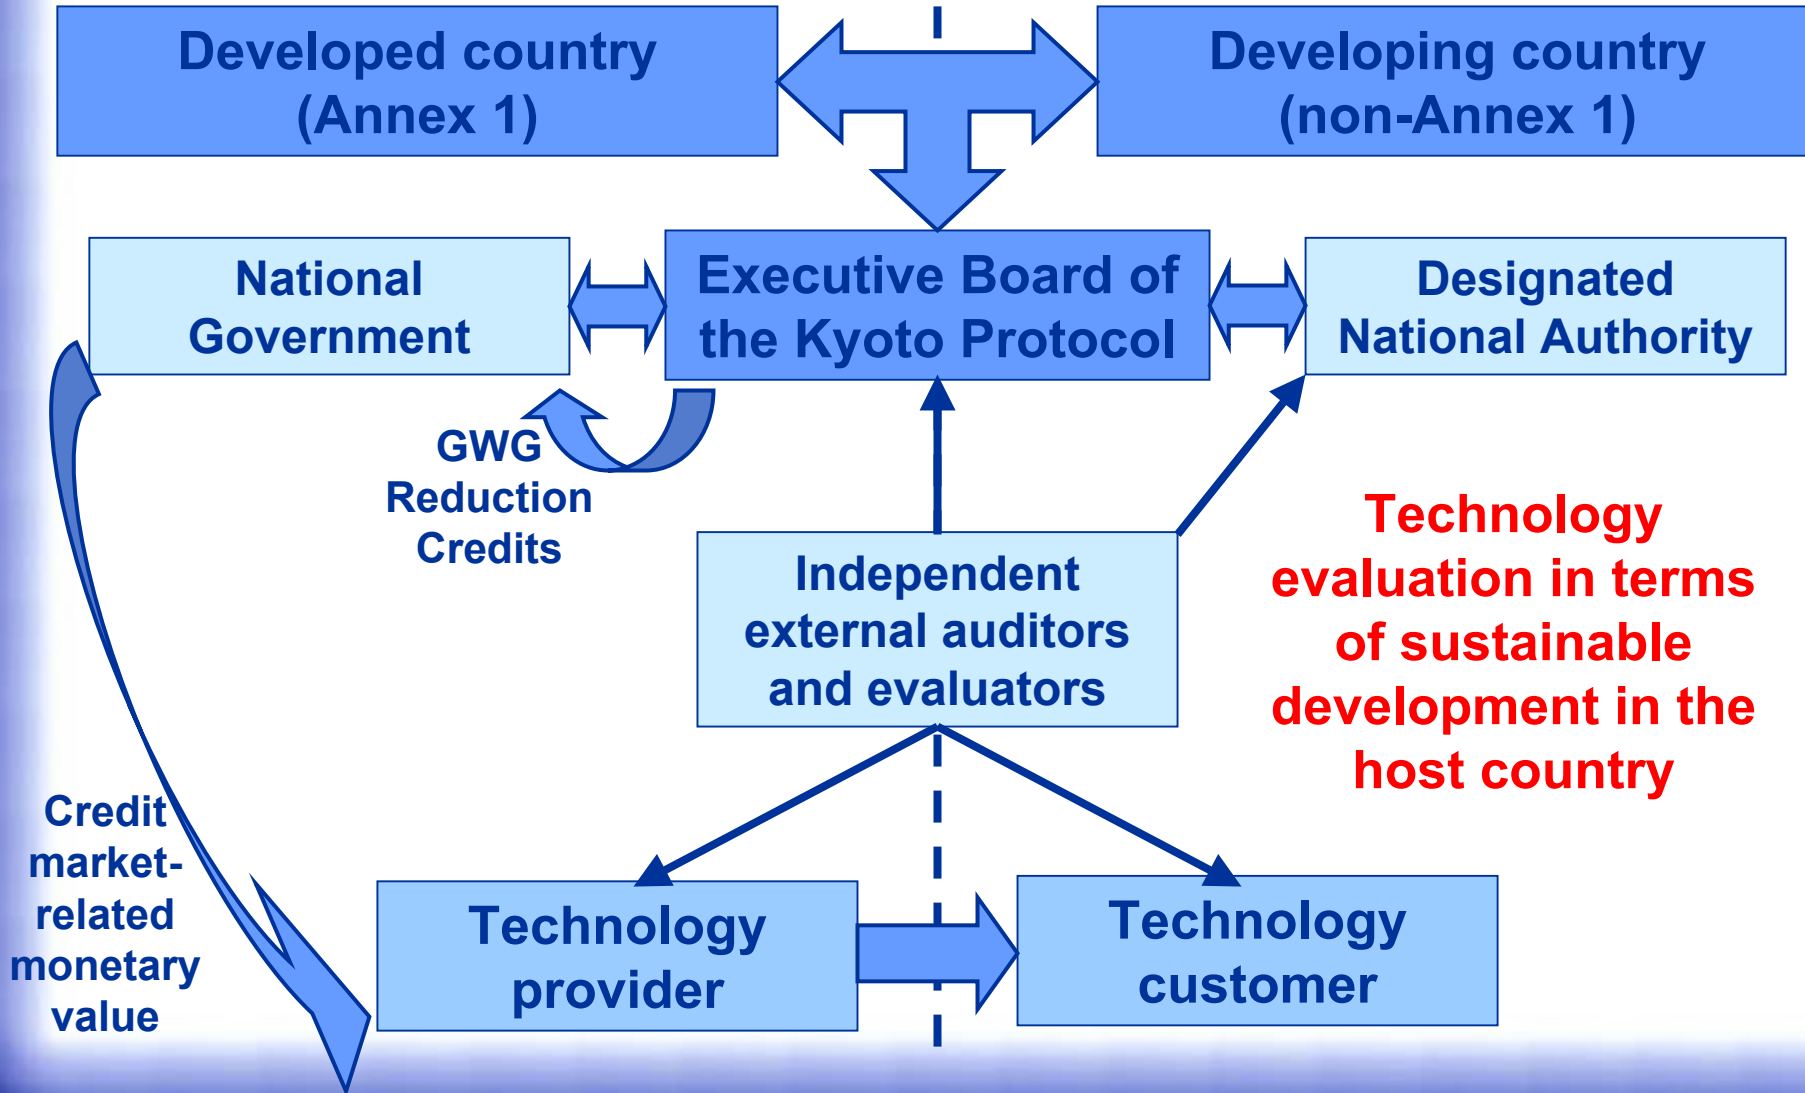 Developed country
(Annex 1)
Developing country
(non-Annex 1)
National
Government
Executive Board of
the Kyoto Protocol
Designated
National Authority
GWG
Reduction
Credits
Independent
external auditors
and evaluators
Technology
evaluation in terms
of sustainable
development in the
host country
Credit
market-
related
monetary
value
Technology
provider
Technology
customer